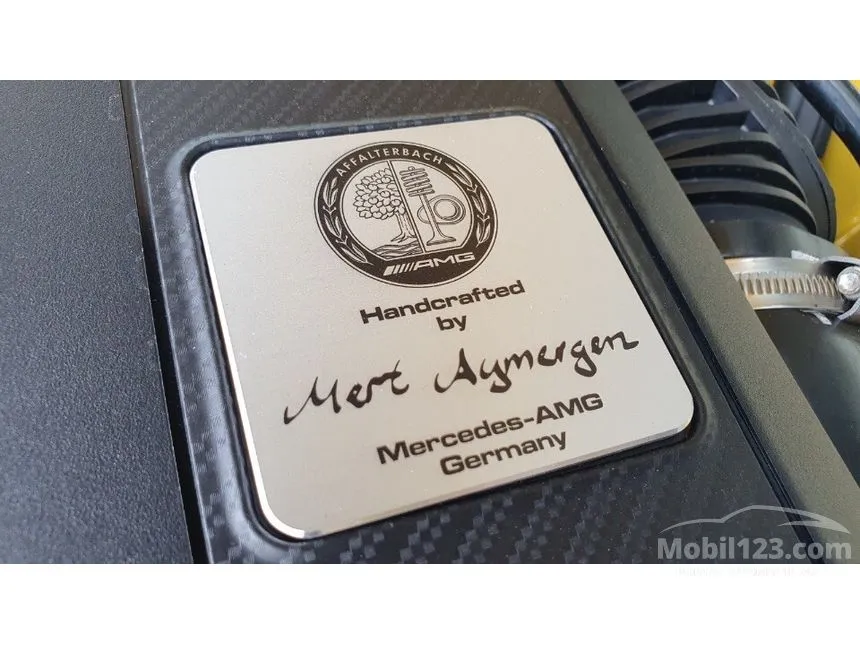 AFFALTERBACH
AMG
Handcrafted
by
Mert Aymergen
Mercedes-AMG
Germany
Mobil123.com